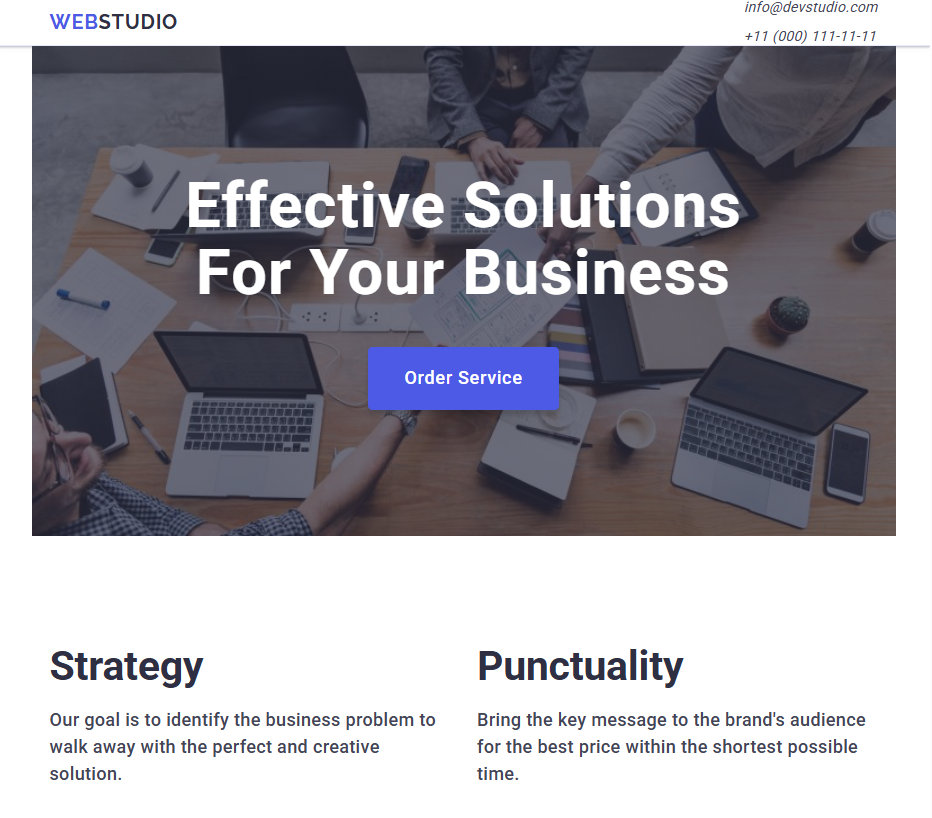 WEBSTUDIO
info@devstudio.com
+11 (000) 111-11-11
Effective Solutions
For Your Business
Order Service
Strategy
Our goal is to identify the business problem to
walk away with the perfect and creative
solution.
Punctuality
Bring the key message to the brand's audience
for the best price within the shortest possible
time.